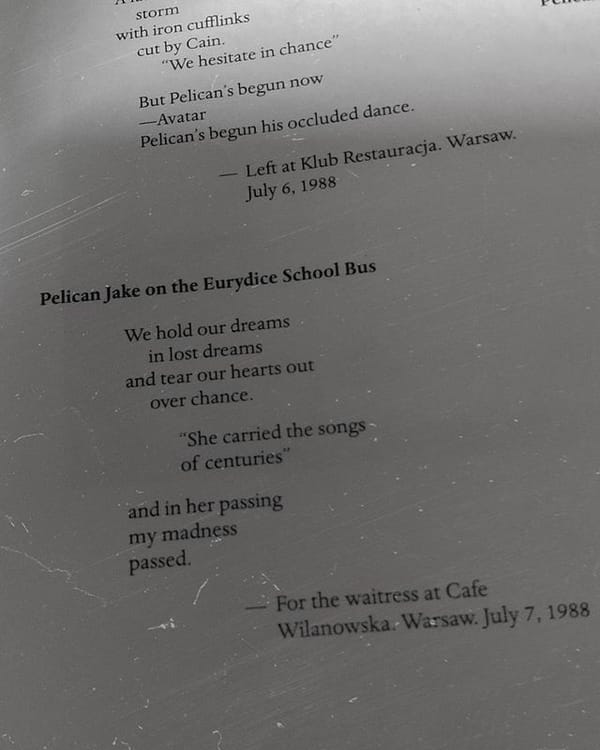 storm
with iron cufflinks
cut by Cain.
"We hesitate in chance"
But Pelican's begun now
—Avatar
Pelican's begun his occluded dance.
— Left at Klub Restauracja. Warsaw.
July 6, 1988
Pelican Jake on the Eurydice School Bus
We hold our dreams
in lost dreams
and tear our hearts out
over chance.
"She carried the songs
of centuries"
and in her passing
my madness
passed.
— For the waitress at Cafe
Wilanowska. Warsaw. July 7, 1988